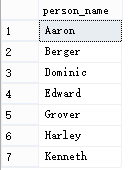 person_name
1 Aaron
2 Berger
3 Dominic
4 Edward
5 Grover
6 Harley
7 Kenneth